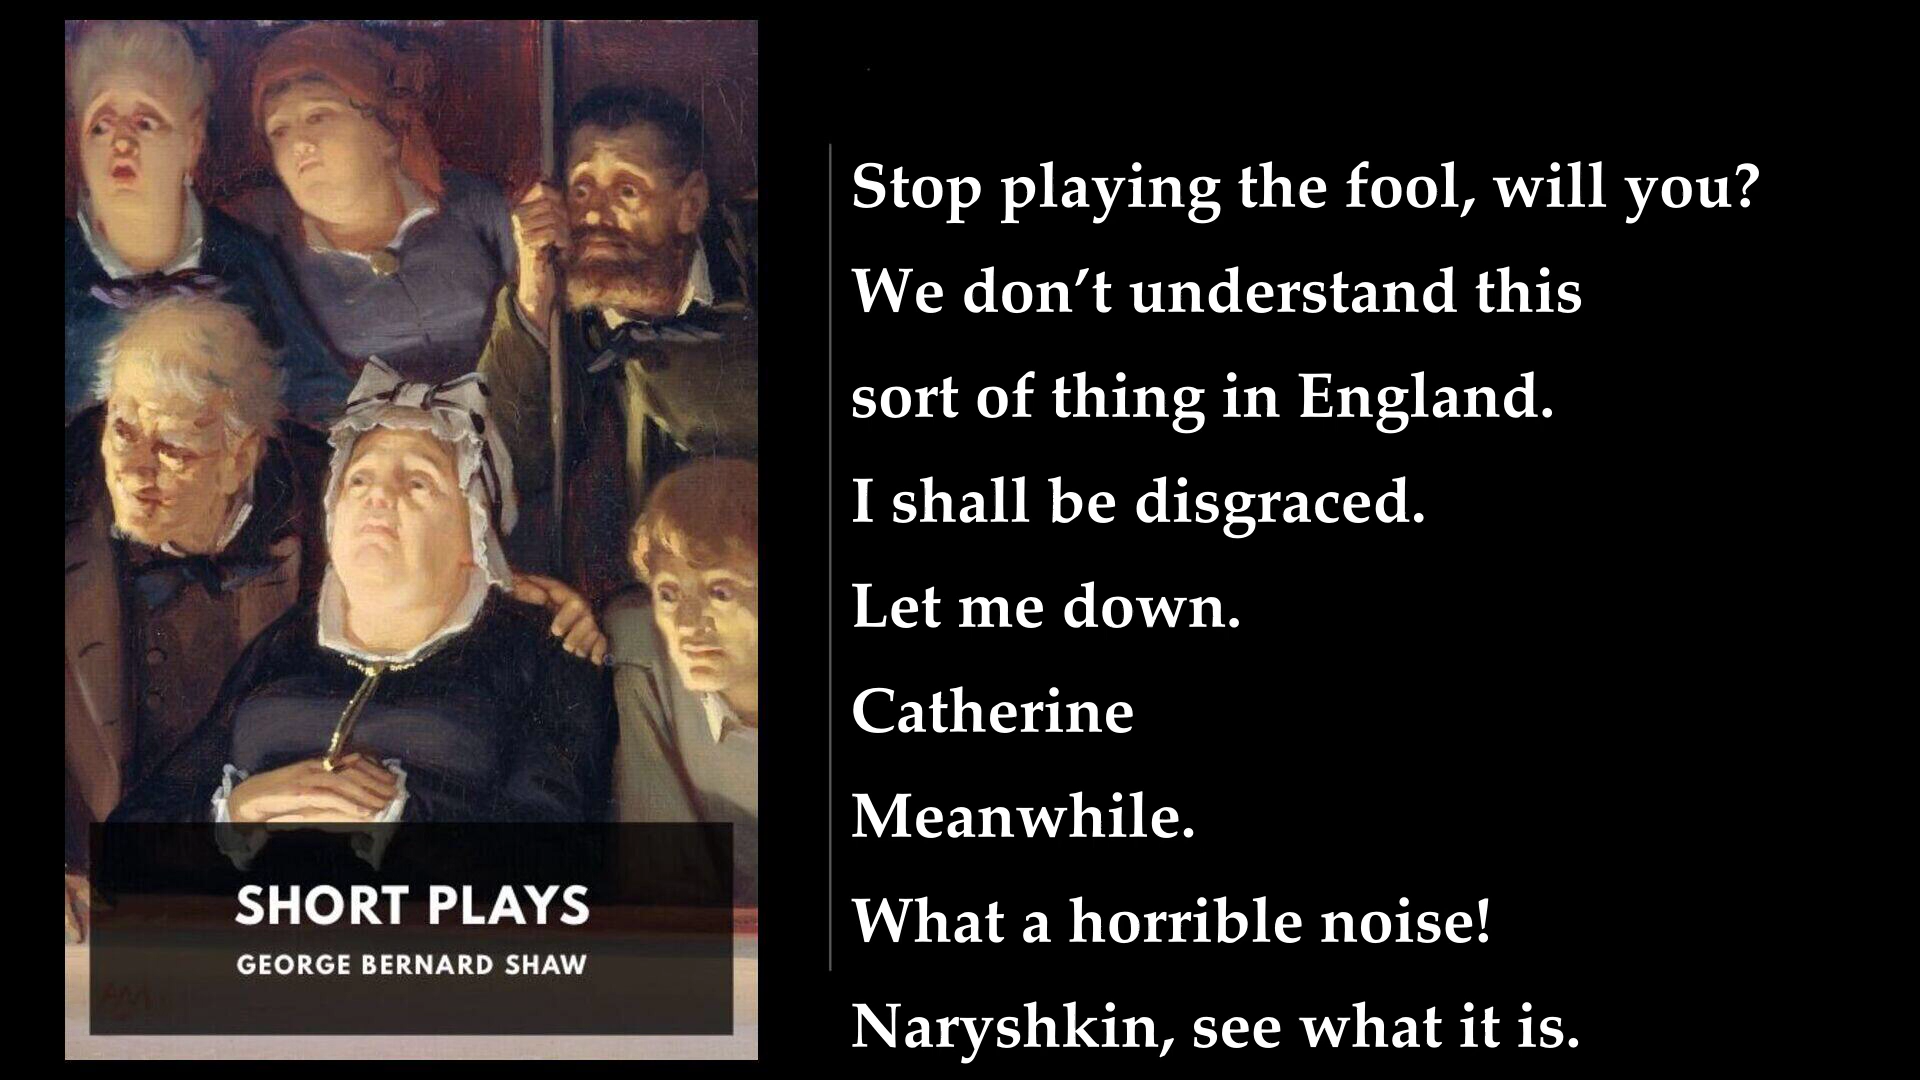 Stop playing the fool, will you?
We don’t understand this
sort of thing in England.
I shall be disgraced.
Let me down.
Catherine
Meanwhile.
What a horrible noise!
Naryshkin, see what it is.
SHORT PLAYS
GEORGE BERNARD SHAW